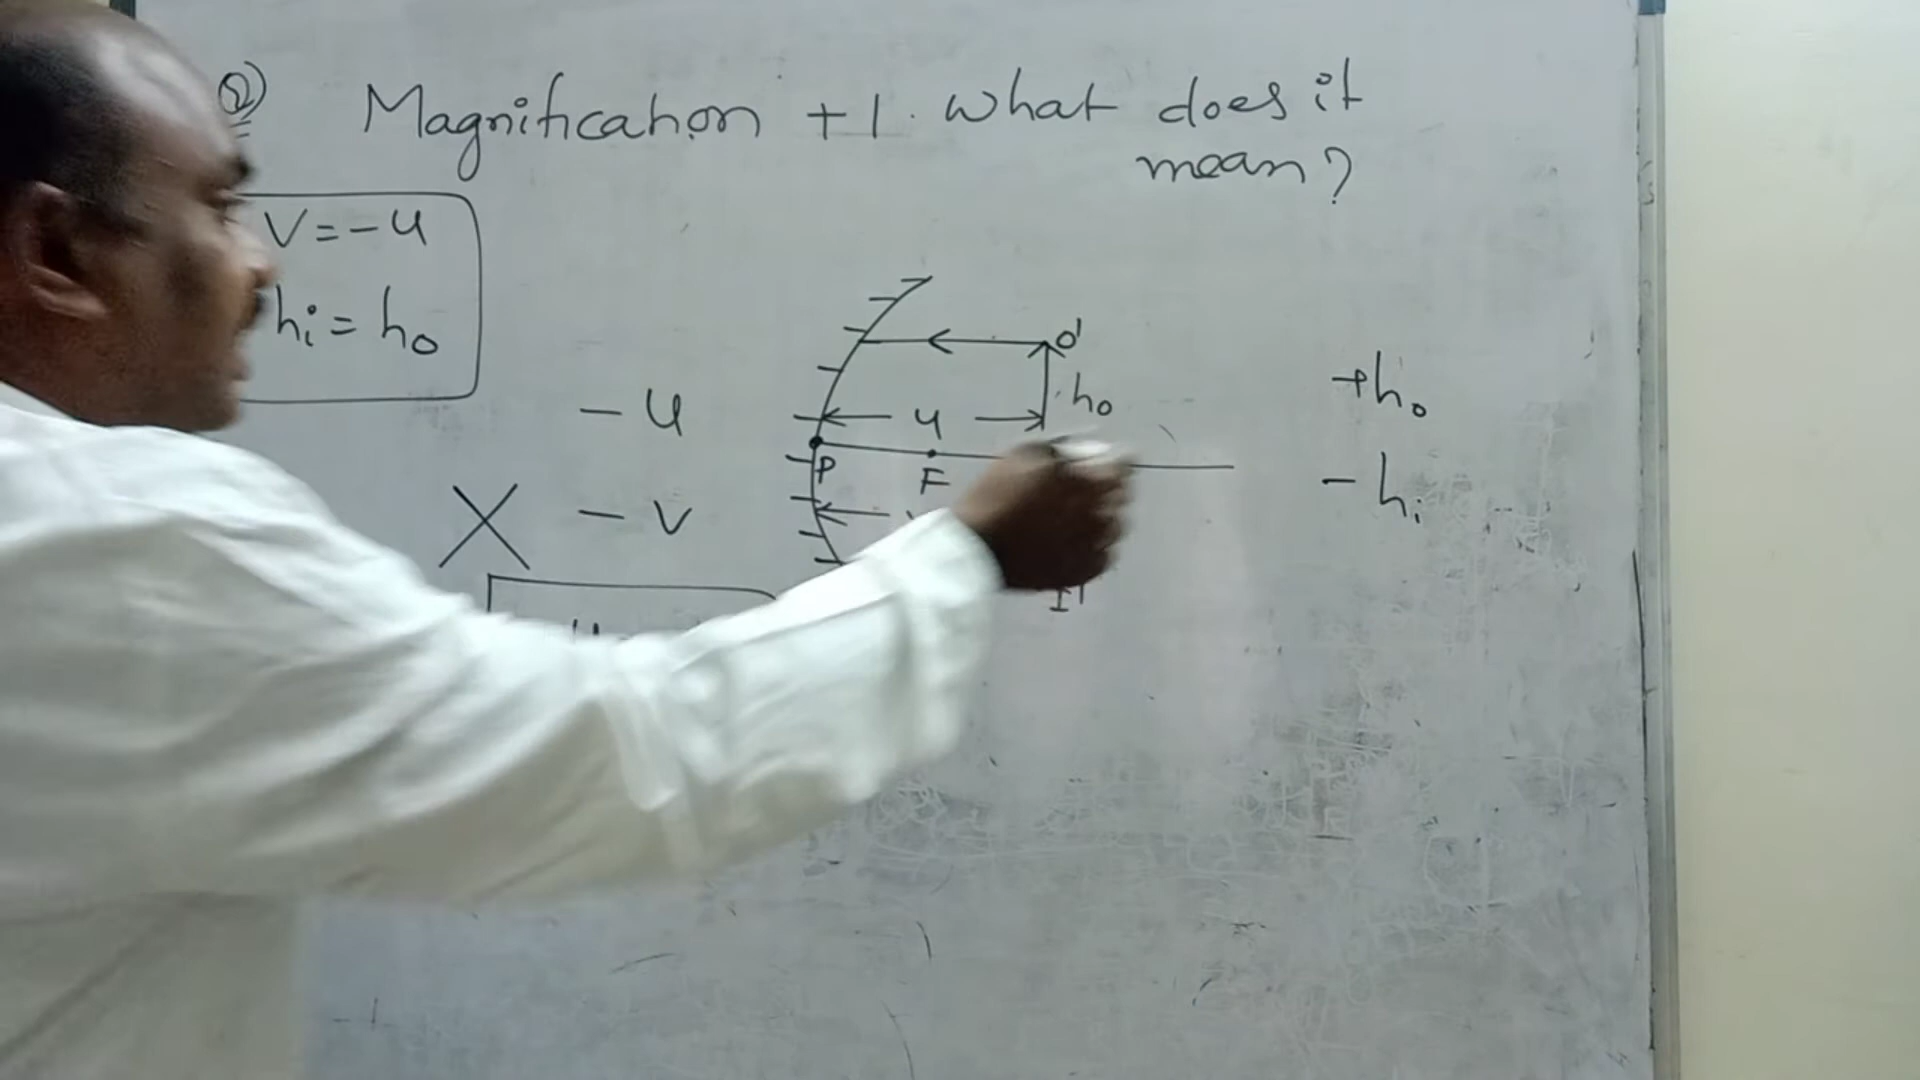 Q) Magnification +1. What does it
mean?
V = - u
hi = ho
- u
X - v
O'
ho
u
P
F
I'
+ho
- hi